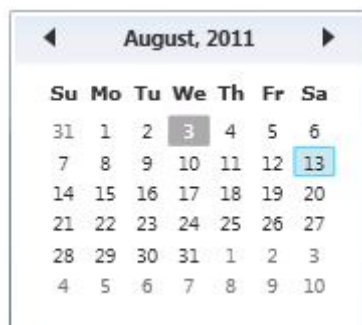 August, 2011
Su Mo Tu We Th Fr Sa
31 1 2 3 4 5 6
7 8 9 10 11 12 13
14 15 16 17 18 19 20
21 22 23 24 25 26 27
28 29 30 31 1 2 3
4 5 6 7 8 9 10